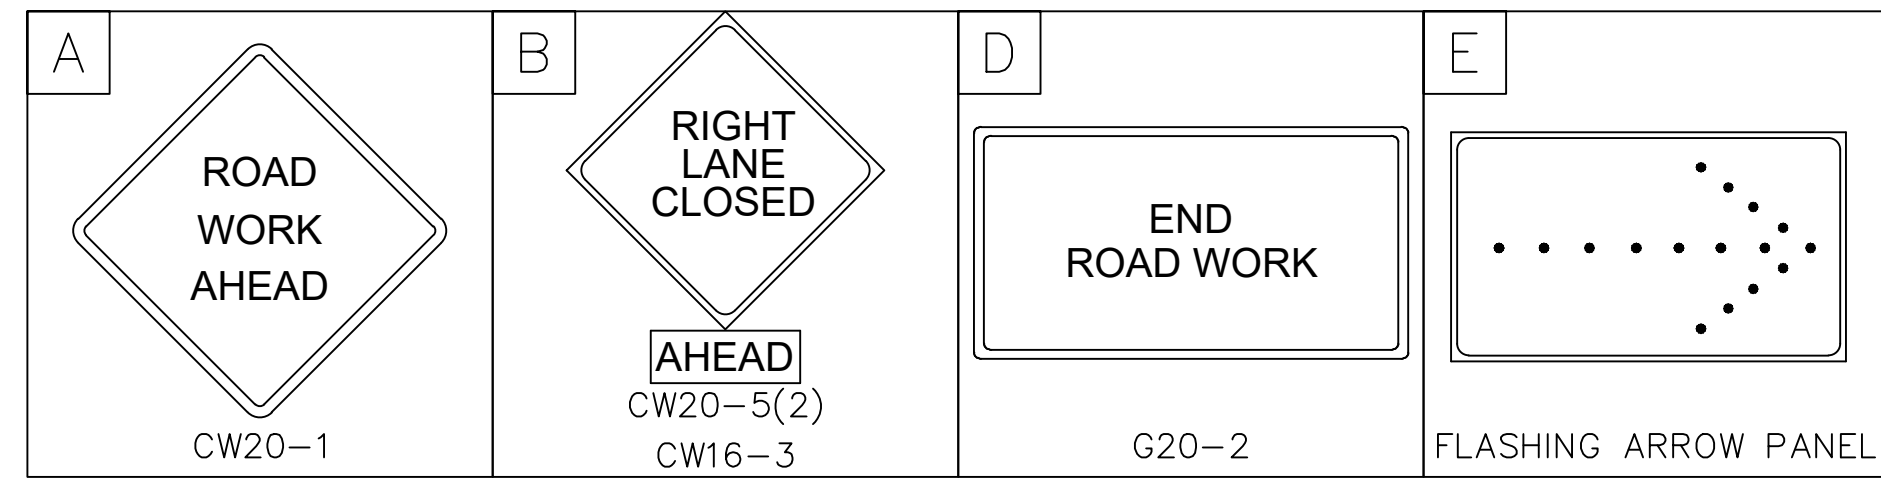 A
ROAD
WORK
AHEAD
CW20-1
B
RIGHT
LANE
CLOSED
AHEAD
CW20-5(2)
CW16-3
D
END
ROAD WORK
G20-2
E
FLASHING ARROW PANEL